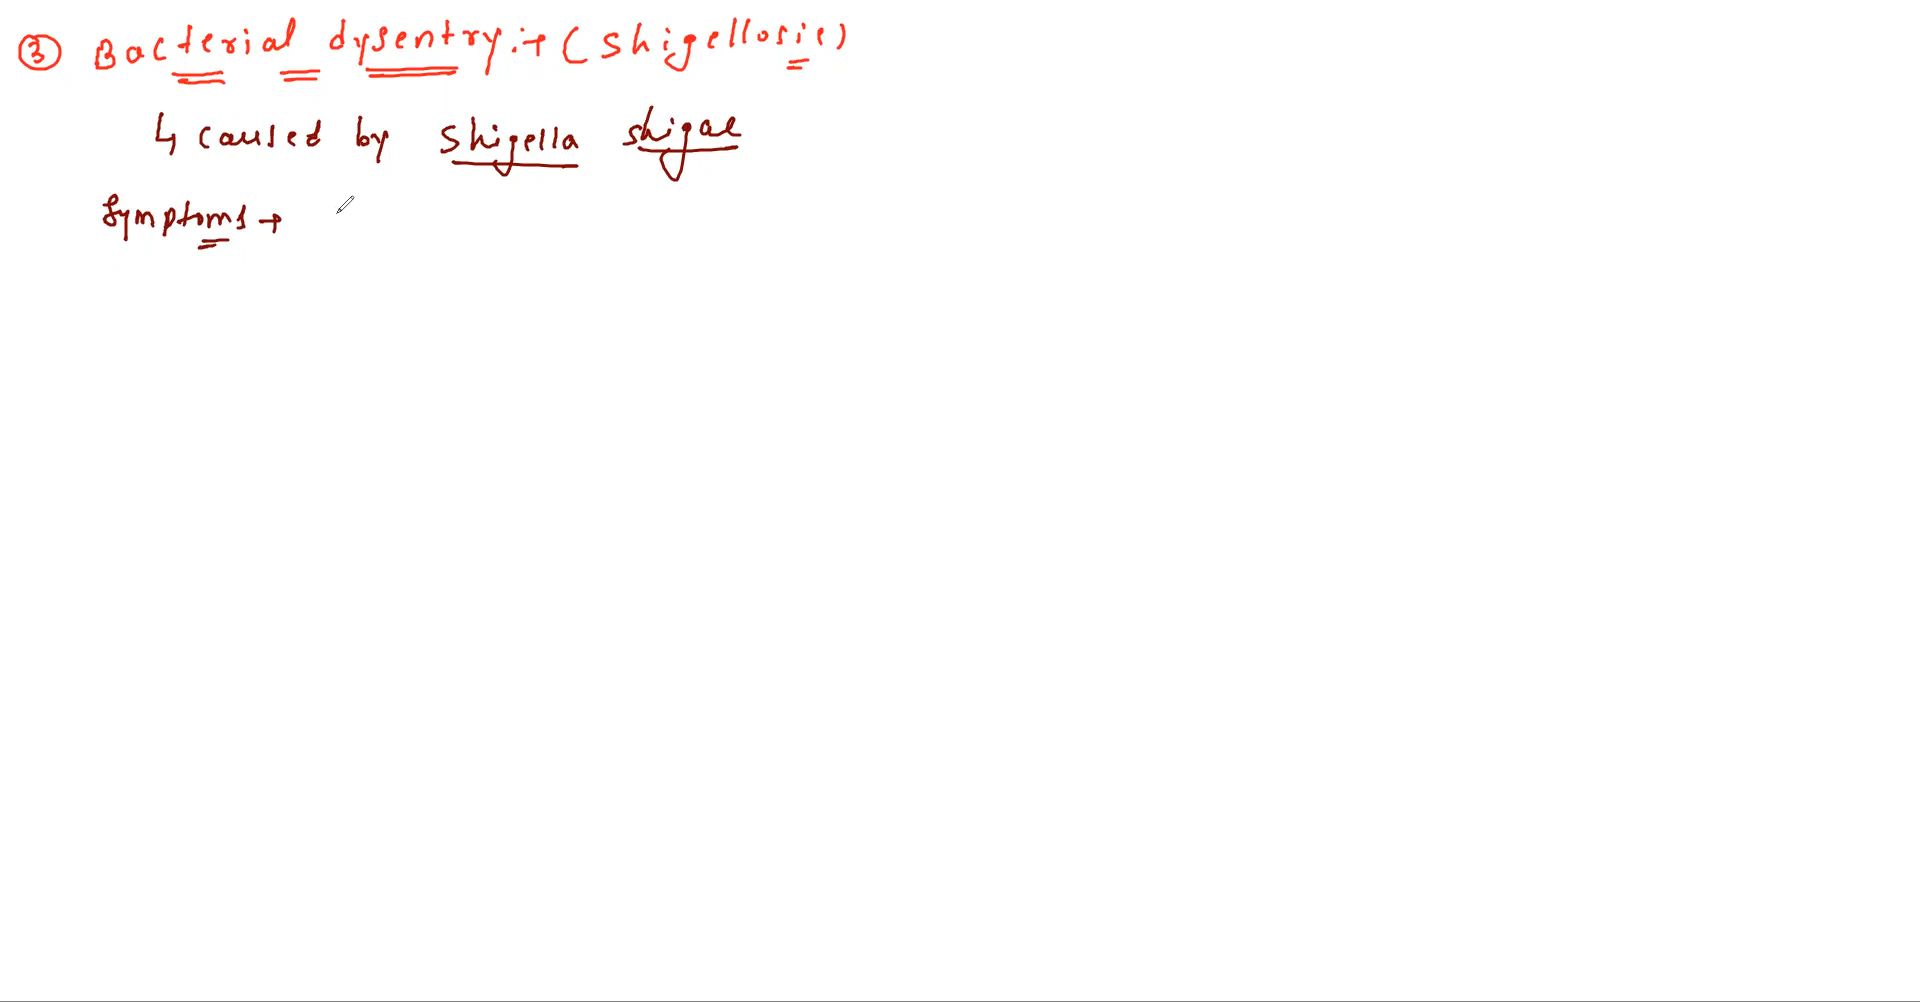 ③ Bacterial dysentry :→ (Shigellosis)
↳ caused by Shigella shigae
Symptoms →